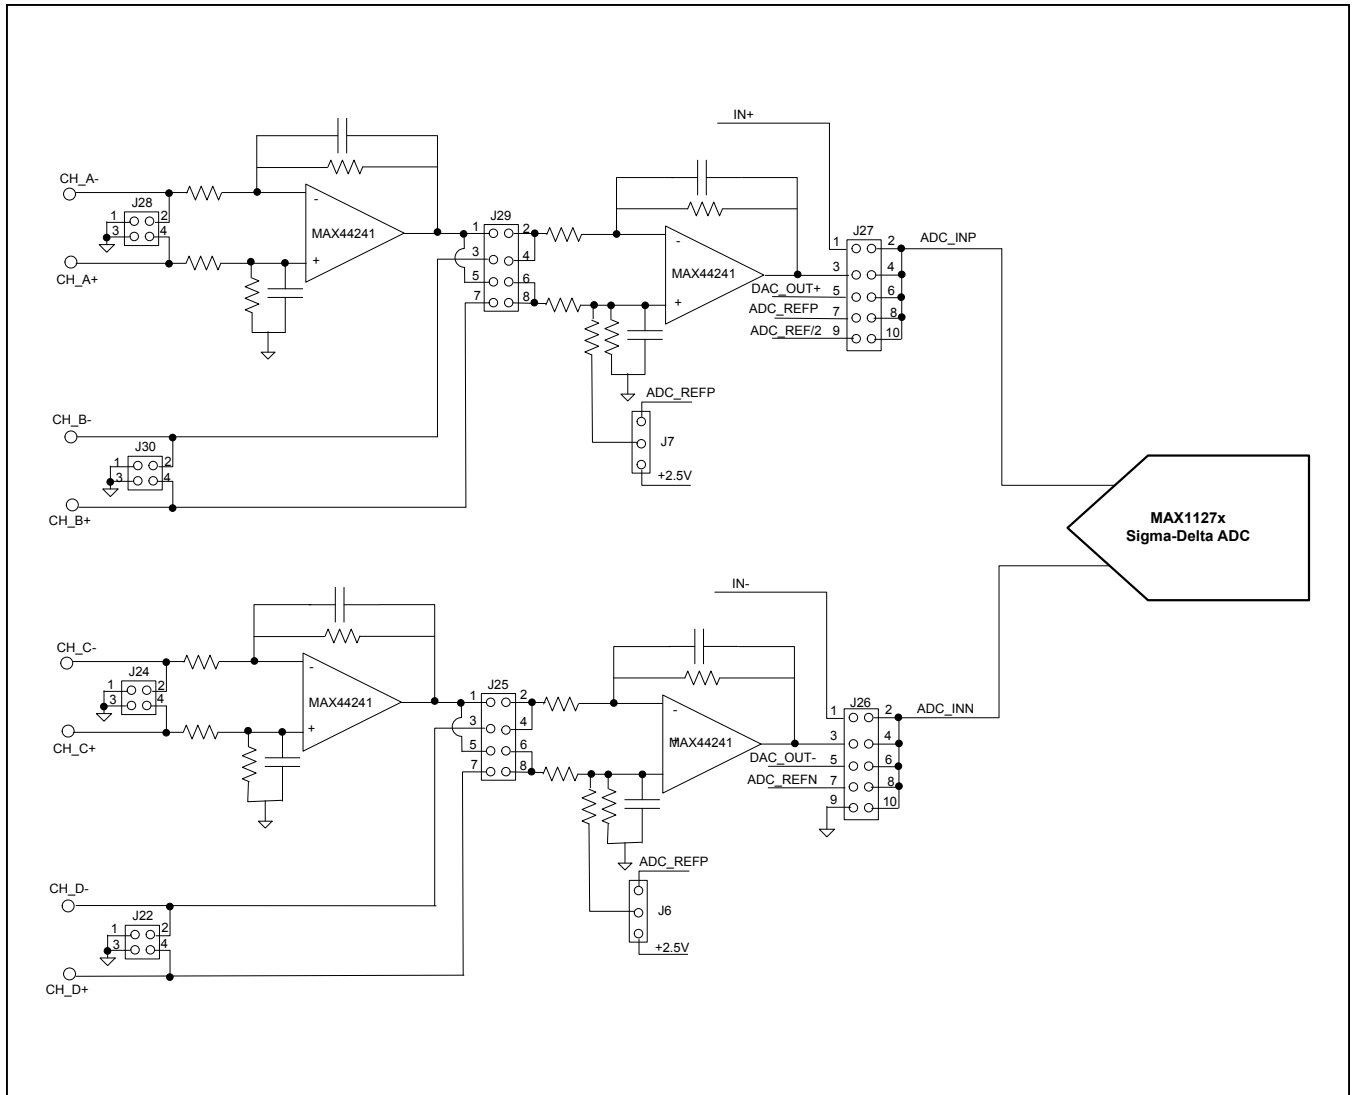 IN+
CH_A-
J28
1 2
3 4
CH_A+
-
MAX44241
+
J29
1 2
3 4
5 6
7 8
-
MAX44241
+
J27
1 2
3 4
DAC_OUT+ 5 6
ADC_REFP 7 8
ADC_REF/2 9 10
ADC_INP
ADC_REFP
J7
+2.5V
CH_B-
J30
1 2
3 4
CH_B+
MAX1127x
Sigma-Delta ADC
IN-
CH_C-
J24
1 2
3 4
CH_C+
-
MAX44241
+
J25
1 2
3 4
5 6
7 8
-
MAX44241
+
J26
1 2
3 4
DAC_OUT- 5 6
ADC_REFN 7 8
9 10
ADC_INN
ADC_REFP
J6
+2.5V
CH_D-
J22
1 2
3 4
CH_D+